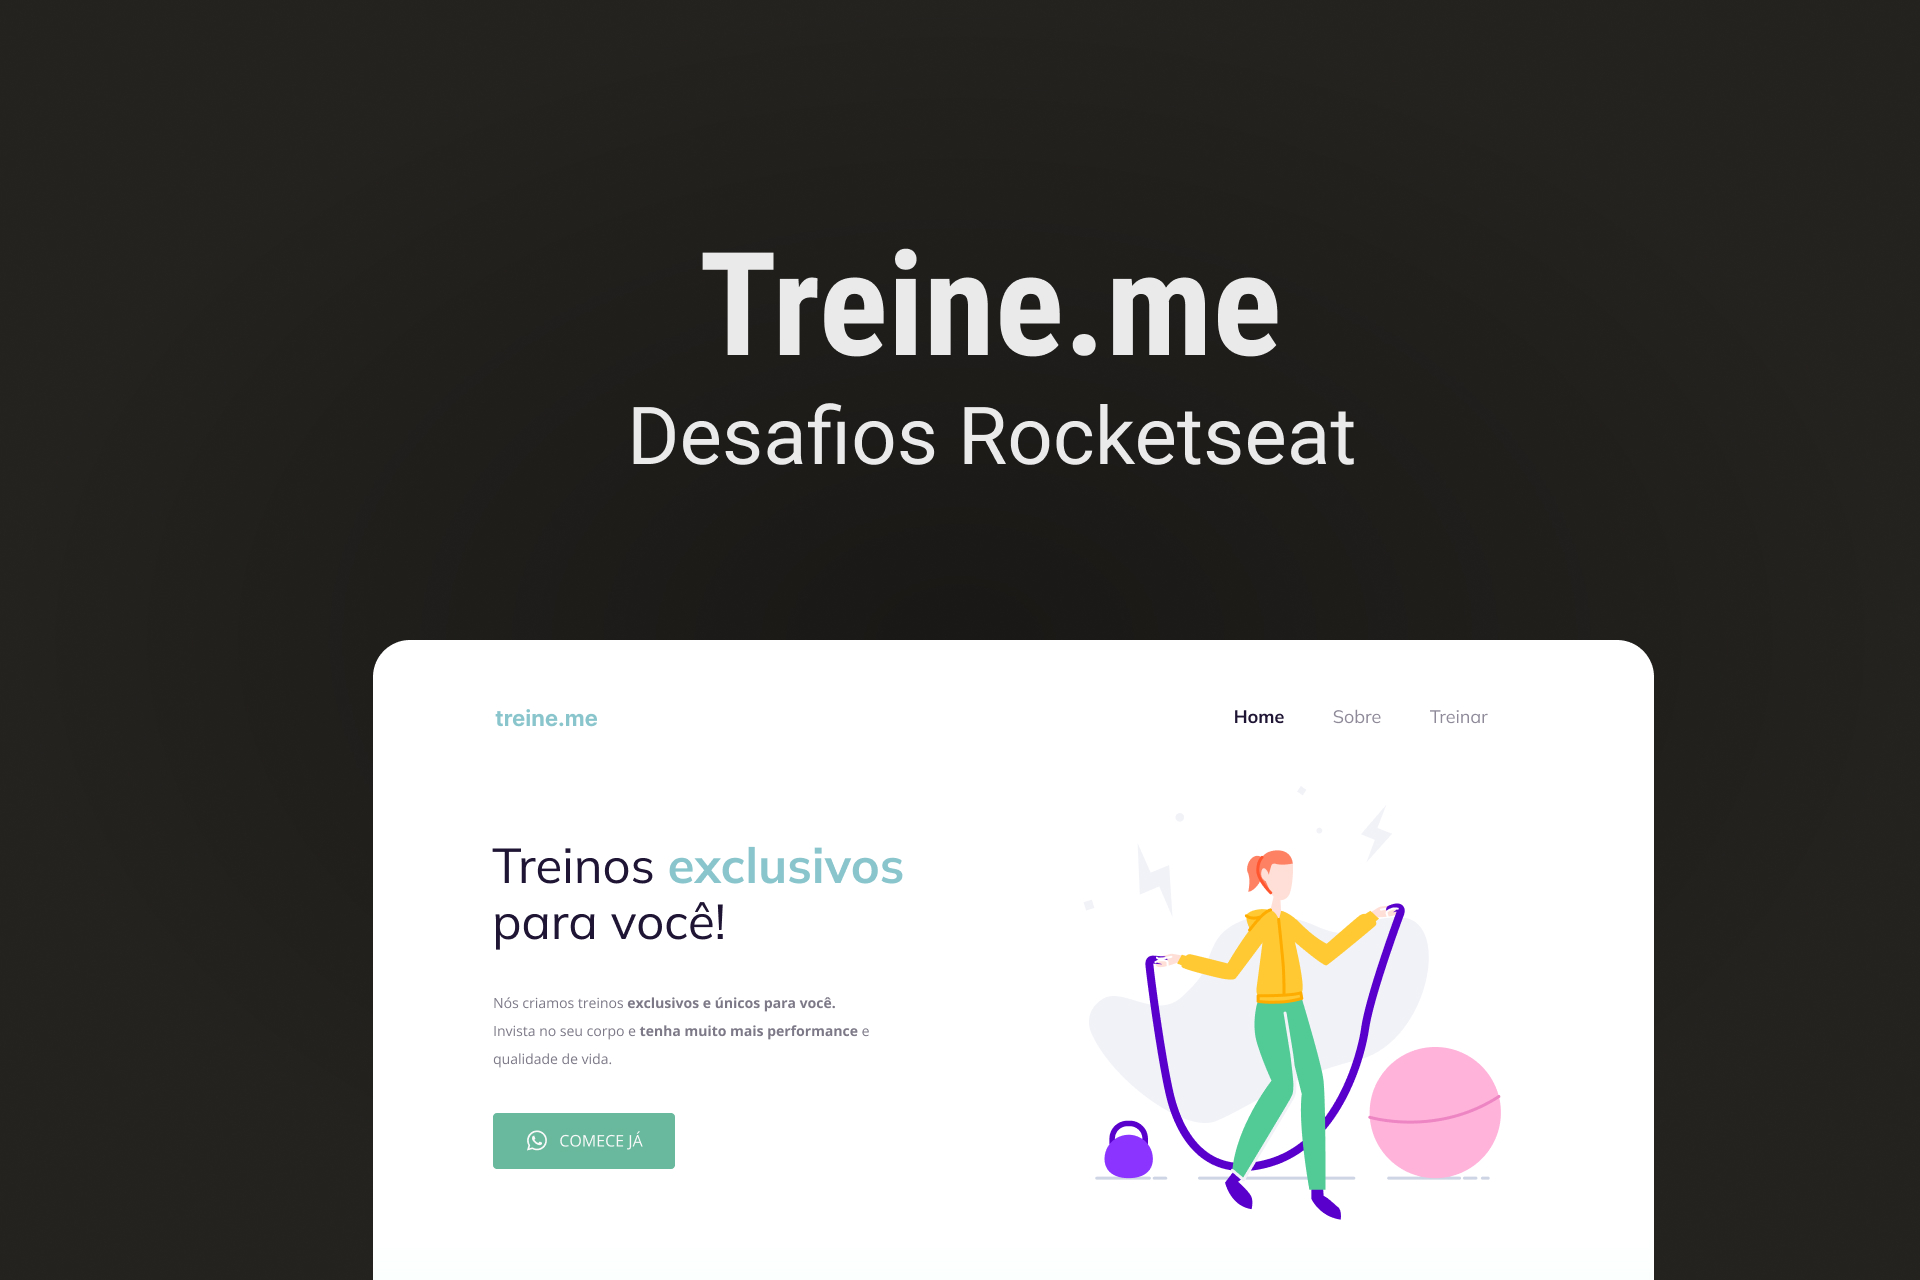 Treine.me
Desafios Rocketseat
treine.me
Home Sobre Treinar
Treinos exclusivos
para você!
Nós criamos treinos exclusivos e únicos para você.
Invista no seu corpo e tenha muito mais performance e
qualidade de vida.
COMECE JÁ